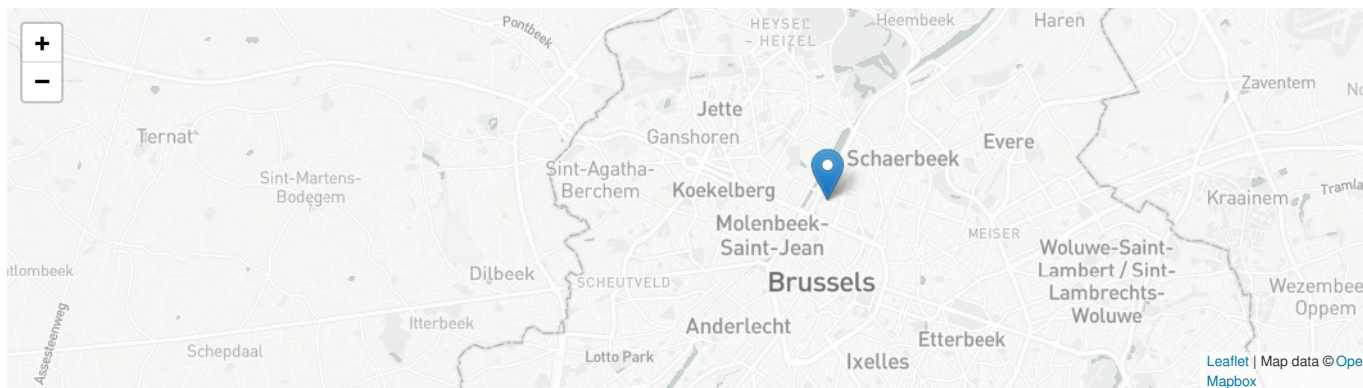 +
−
Pontbeek
HEYSEL
- HEIZEL
Heembeek
Haren
Zaventem
Ternat
Jette
Ganshoren
Evere
Schaerbeek
Sint-Martens-
Bodegem
Sint-Agatha-
Berchem
Koekelberg
Kraainem
Molenbeek-
Saint-Jean
MEISER
Woluwe-Saint-
Lambert / Sint-
Lambrechts-
Woluwe
Dilbeek
SCHEUTVELD
Brussels
Oppem
Assesteenweg
Itterbeek
Schepdaal
Anderlecht
Lotto Park
Etterbeek
Ixelles
Leaflet | Map data © Ope
Mapbox